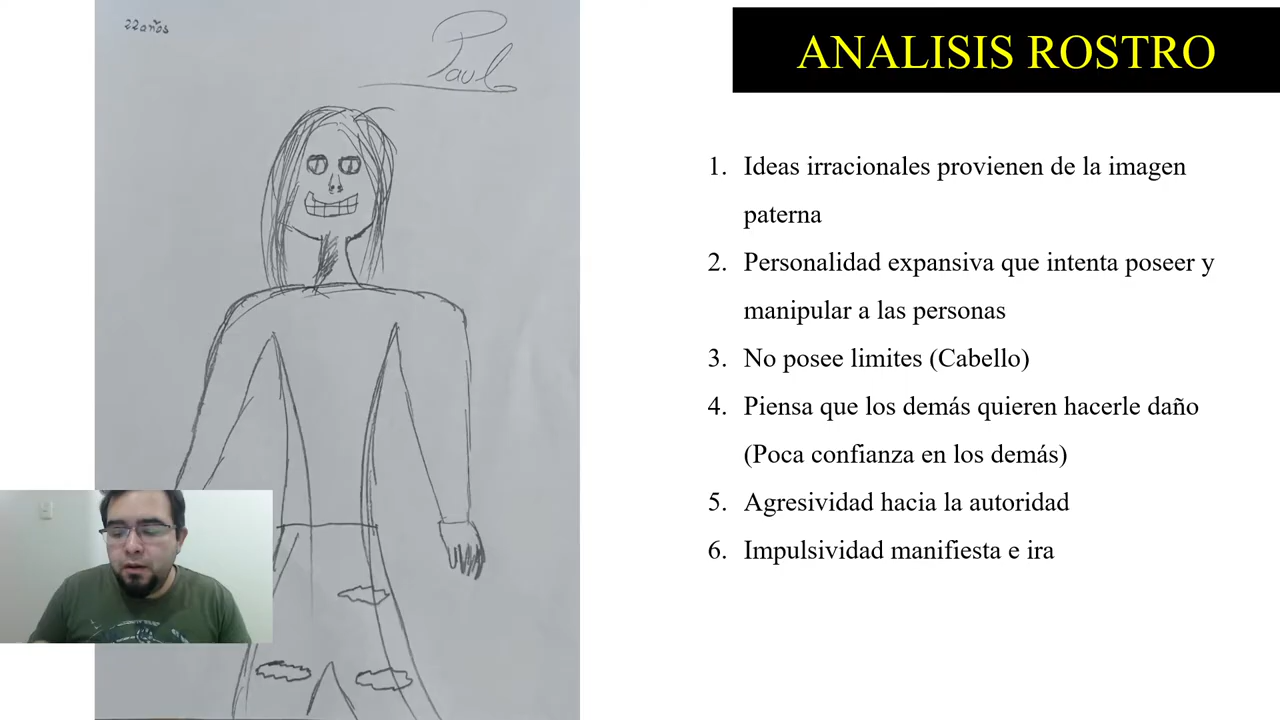 22años
Paul
ANALISIS ROSTRO
1. Ideas irracionales provienen de la imagen
paterna
2. Personalidad expansiva que intenta poseer y
manipular a las personas
3. No posee limites (Cabello)
4. Piensa que los demás quieren hacerle daño
(Poca confianza en los demás)
5. Agresividad hacia la autoridad
6. Impulsividad manifiesta e ira